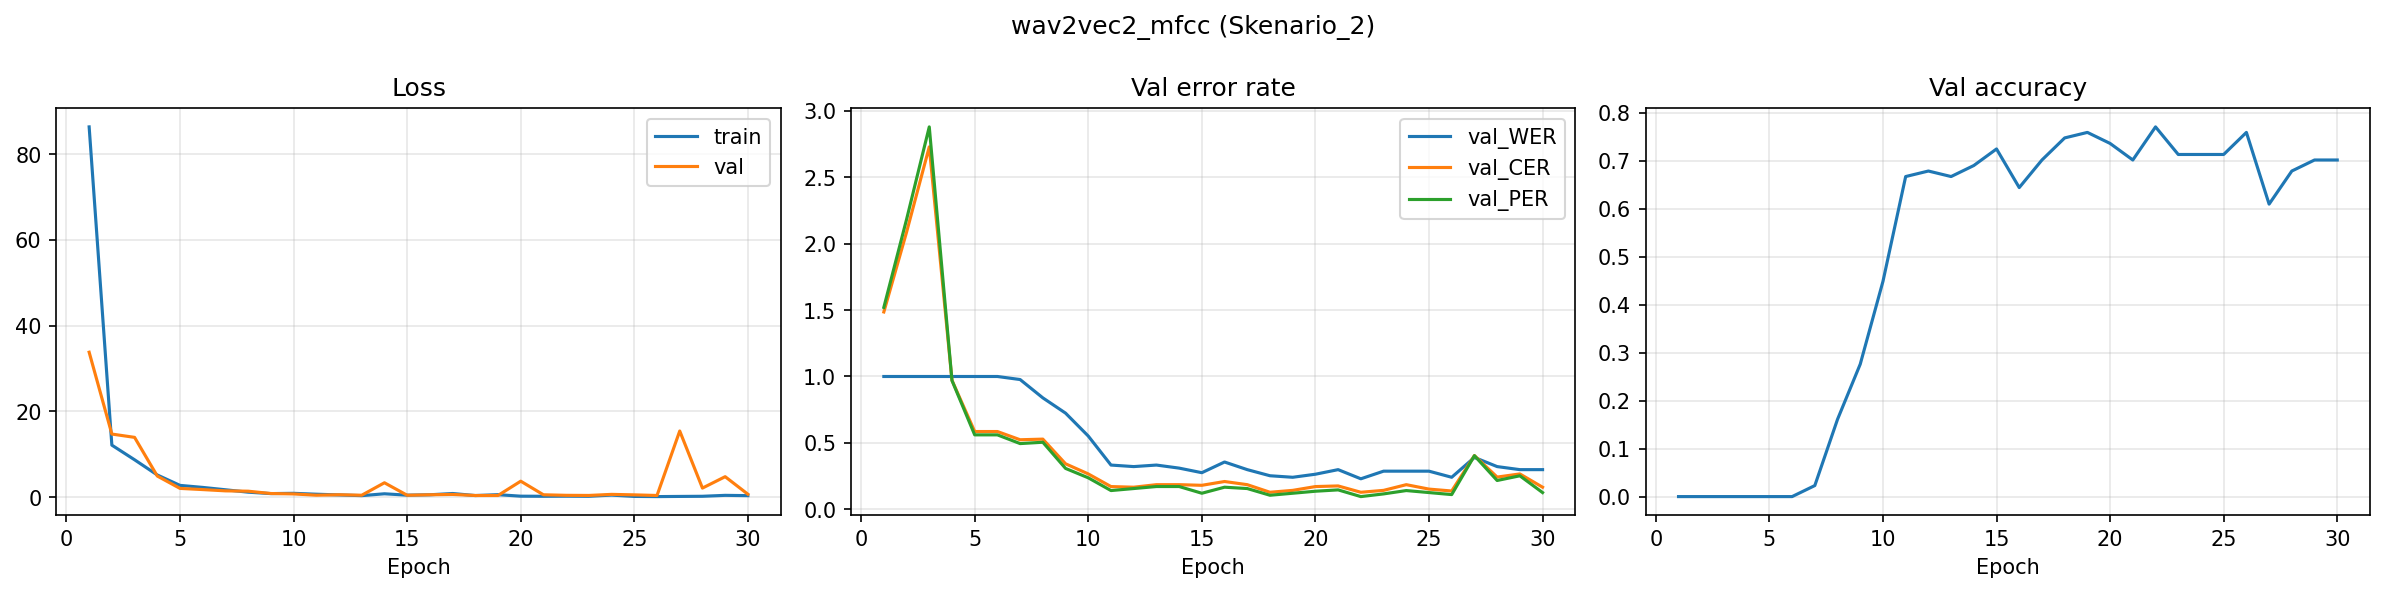 wav2vec2_mfcc (Skenario_2)
Loss
80
60
40
20
0
0 5 10 15 20 25 30
Epoch
train
val
Val error rate
3.0
2.5
2.0
1.5
1.0
0.5
0.0
0 5 10 15 20 25 30
Epoch
val_WER
val_CER
val_PER
Val accuracy
0.8
0.7
0.6
0.5
0.4
0.3
0.2
0.1
0.0
0 5 10 15 20 25 30
Epoch